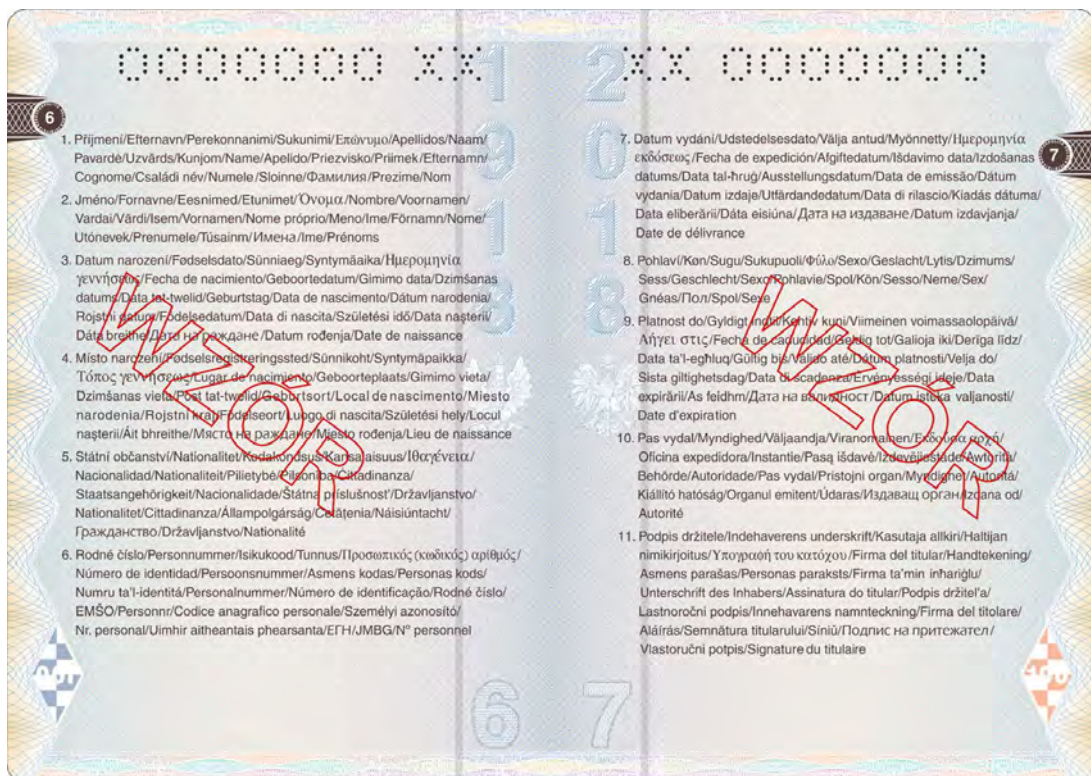 0000000 XX
XX 0000000
1 2
9 0
1 1
8 8
6
1. Příjmení/Efternavn/Perekonnanimi/Sukunimi/Επώνυμο/Apellidos/Naam/
Pavardė/Uzvārds/Kunjom/Name/Apelido/Priezvisko/Priimek/Efternamn/
Cognome/Családi név/Numele/Sloinne/Фамилия/Prezime/Nom
2. Jméno/Fornavne/Eesnimed/Etunimet/Όνομα/Nombre/Voornamen/
Vardai/Vārdi/Isem/Vornamen/Nome próprio/Meno/Ime/Förnamn/Nome/
Utónevek/Prenumele/Túsainm/Имена/Ime/Prénoms
3. Datum narození/Fødselsdato/Sünniaeg/Syntymäaika/Ημερομηνία
γεννήσεως/Fecha de nacimiento/Geboortedatum/Gimimo data/Dzimšanas
datums/Data tat-twelid/Geburtstag/Data de nascimento/Dátum narodenia/
Rojstni datum/Födelsedatum/Data di nascita/Születési idő/Data nașterii/
Dáta breithe/Дата на раждане/Datum rođenja/Date de naissance
4. Místo narození/Fødselsregistreringssted/Sünnikoht/Syntymäpaikka/
Τόπος γεννήσεως/Lugar de nacimiento/Geboorteplaats/Gimimo vieta/
Dzimšanas vieta/Post tat-twelid/Geburtsort/Local de nascimento/Miesto
narodenia/Rojstni kraj/Födelseort/Luogo di nascita/Születési hely/Locul
nașterii/Áit bhreithe/Място на раждане/Mjesto rođenja/Lieu de naissance
5. Státní občanství/Nationalitet/Kodakondsus/Kansalaisuus/Ιθαγένεια/
Nacionalidad/Nationaliteit/Pilietybė/Pilsonība/Ċittadinanza/
Staatsangehörigkeit/Nacionalidade/Štátna príslušnosť/Državljanstvo/
Nationalitet/Cittadinanza/Állampolgárság/Cetățenia/Náisiúntacht/
Гражданство/Državljanstvo/Nationalité
6. Rodné číslo/Personnummer/Isikukood/Tunnus/Προσωπικός (κωδικός) αριθμός/
Número de identidad/Persoonsnummer/Asmens kodas/Personas kods/
Numru ta'l-identitá/Personalnummer/Número de identificação/Rodné číslo/
EMŠO/Personnr/Codice anagrafico personale/Személyi azonosító/
Nr. personal/Uimhir aitheantais phearsanta/ЕГН/JMBG/N° personnel
WZÓR
6
7
7. Datum vydání/Udstedelsesdato/Välja antud/Myönnetty/Ημερομηνία
εκδόσεως/Fecha de expedición/Afgiftedatum/Išdavimo data/Izdošanas
datums/Data tal-ħruġ/Ausstellungsdatum/Data de emissão/Dátum
vydania/Datum izdaje/Utfärdandedatum/Data di rilascio/Kiadás dátuma/
Data eliberării/Dáta eisiúna/Дата на издаване/Datum izdavjanja/
Date de délivrance
8. Pohlaví/Køn/Sugu/Sukupuoli/Φύλο/Sexo/Geslacht/Lytis/Dzimums/
Sess/Geschlecht/Sexo/Pohlavie/Spol/Kön/Sesso/Neme/Sex/
Gnéas/Пол/Spol/Sexe
9. Platnost do/Gyldigt indtil/Kehtiv kuni/Viimeinen voimassaolopäivä/
Λήγει στις/Fecha de caducidad/Geldig tot/Galioja iki/Derīga līdz/
Data ta'l-egħluq/Gültig bis/Válido até/Dátum platnosti/Velja do/
Sista giltighetsdag/Data di scadenza/Érvényességi ideje/Data
expirării/As feidhm/Дата на валидност/Datum isteka valjanosti/
Date d'expiration
10. Pas vydal/Myndighed/Väljaandja/Viranomainen/Εκδούσα αρχή/
Oficina expedidora/Instantie/Pasą išdavė/Izdevējiestāde/Awtorità/
Behörde/Autoridade/Pas vydal/Pristojni organ/Myndighet/Autorità/
Kiállító hatóság/Organul emitent/Údaras/Издаващ орган/Izdana od/
Autorité
11. Podpis držitele/Indehaverens underskrift/Kasutaja allkiri/Haltijan
nimikirjoitus/Υπογραφή του κατόχου/Firma del titular/Handtekening/
Asmens parašas/Personas paraksts/Firma ta'min inħariġlu/
Unterschrift des Inhabers/Assinatura do titular/Podpis držiteľa/
Lastnoročni podpis/Innehavarens namnteckning/Firma del titolare/
Aláírás/Semnătura titularului/Síniú/Подпис на притежател/
Vlastoručni potpis/Signature du titulaire
WZÓR
7